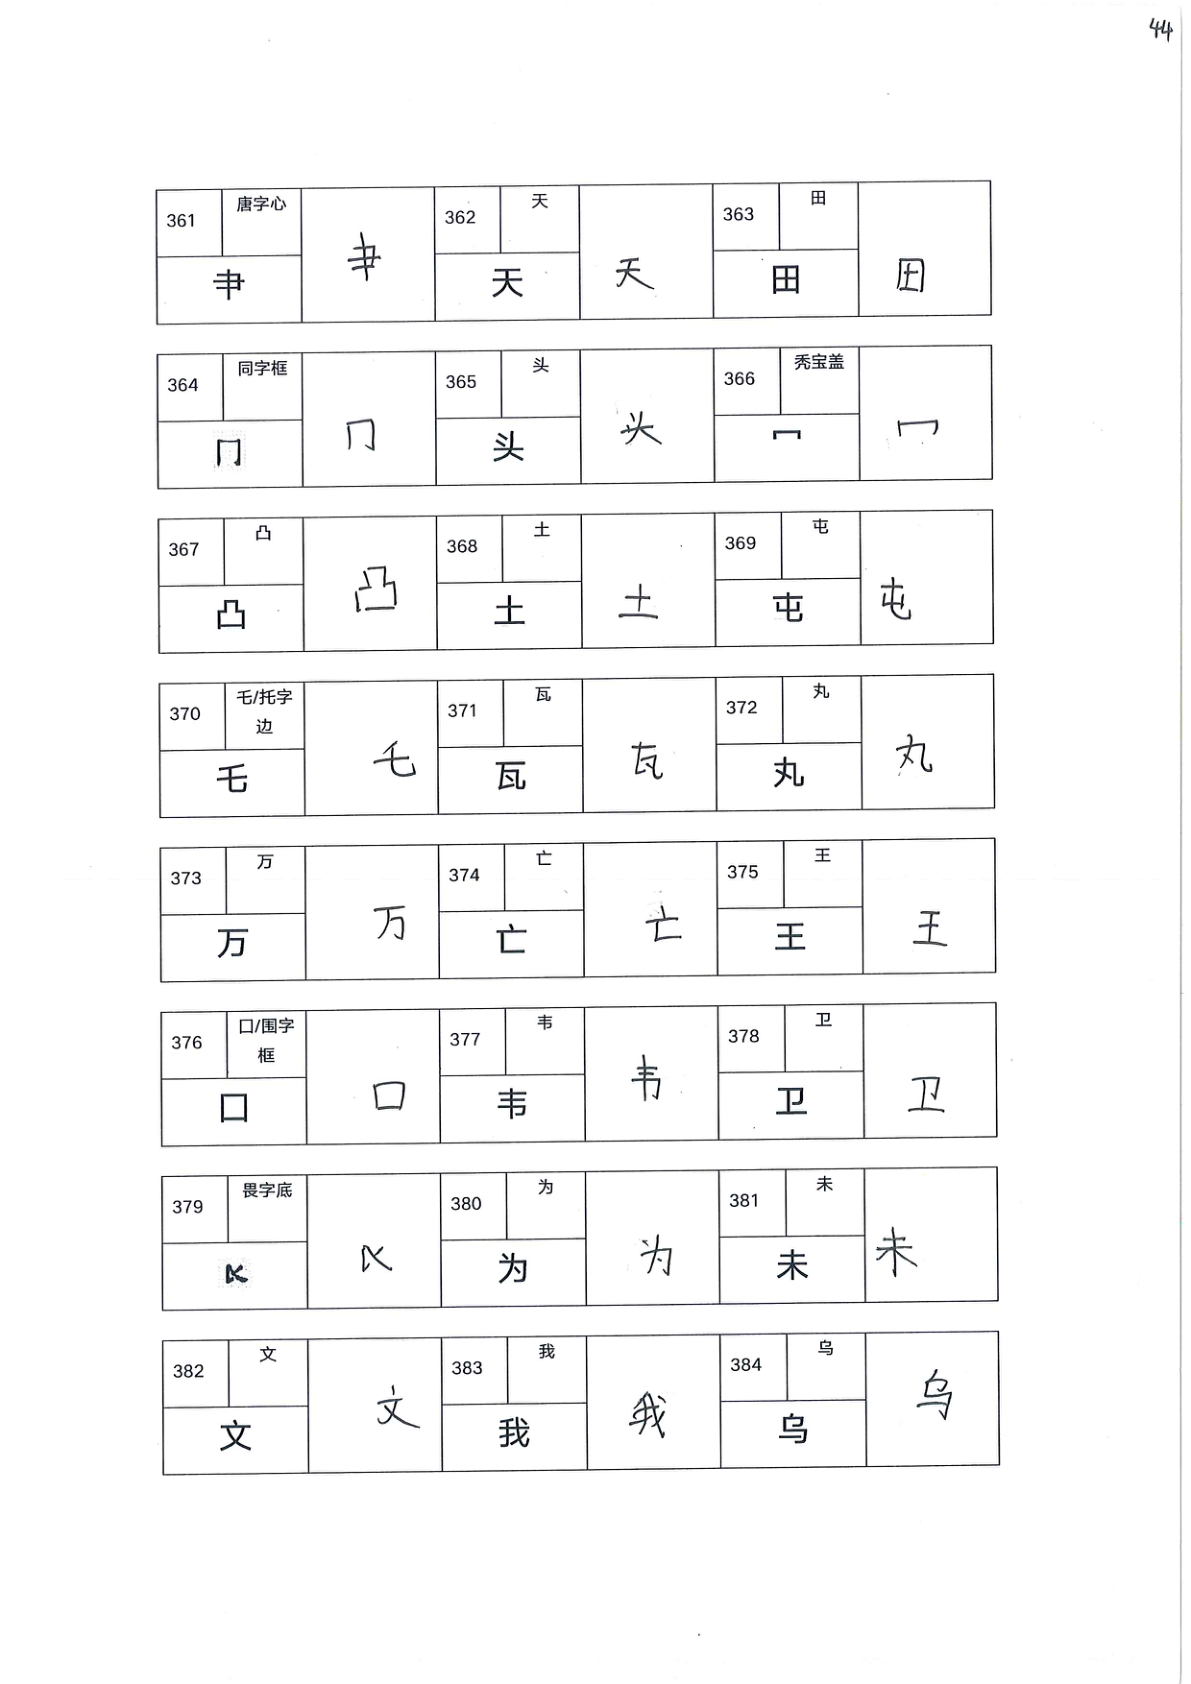 44
361 唐字心 肀 肀
362 天 天 天
363 田 田 田
364 同字框 冂 冂
365 头 头 头
366 秃宝盖 冖 冖
367 凸 凸 凸
368 土 土 土
369 屯 屯 屯
370 乇/托字边 乇 乇
371 瓦 瓦 瓦
372 丸 丸 丸
373 万 万 万
374 亡 亡 亡
375 王 王 王
376 囗/围字框 囗 囗
377 韦 韦 韦
378 卫 卫 卫
379 畏字底
380 为 为 为
381 未 未 未
382 文 文 文
383 我 我 我
384 乌 乌 乌